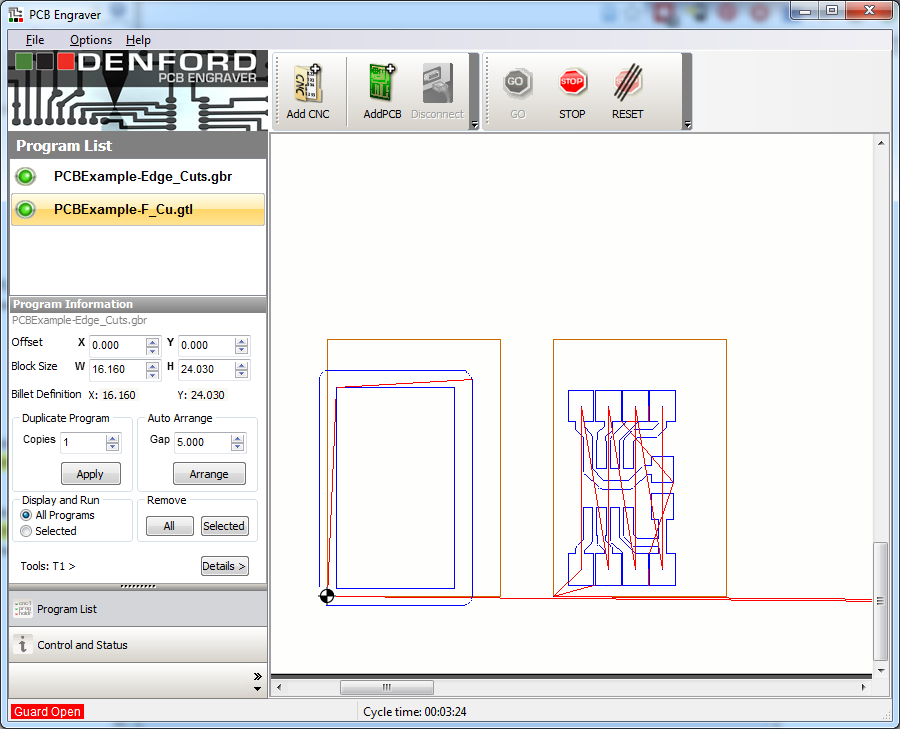 PCB Engraver
File Options Help
DENFORD
PCB ENGRAVER
CNC
Add CNC
AddPCB
Disconnect
GO
GO
STOP
STOP
RESET
Program List
PCBExample-Edge_Cuts.gbr
PCBExample-F_Cu.gtl
Program Information
PCBExample-Edge_Cuts.gbr
Offset X 0.000 Y 0.000
Block Size W 16.160 H 24.030
Billet Definition X: 16.160 Y: 24.030
Duplicate Program
Copies 1
Apply
Auto Arrange
Gap 5.000
Arrange
Display and Run
All Programs
Selected
Remove
All Selected
Tools: T1 >
Details >
Program List
Control and Status
Guard Open
Cycle time: 00:03:24